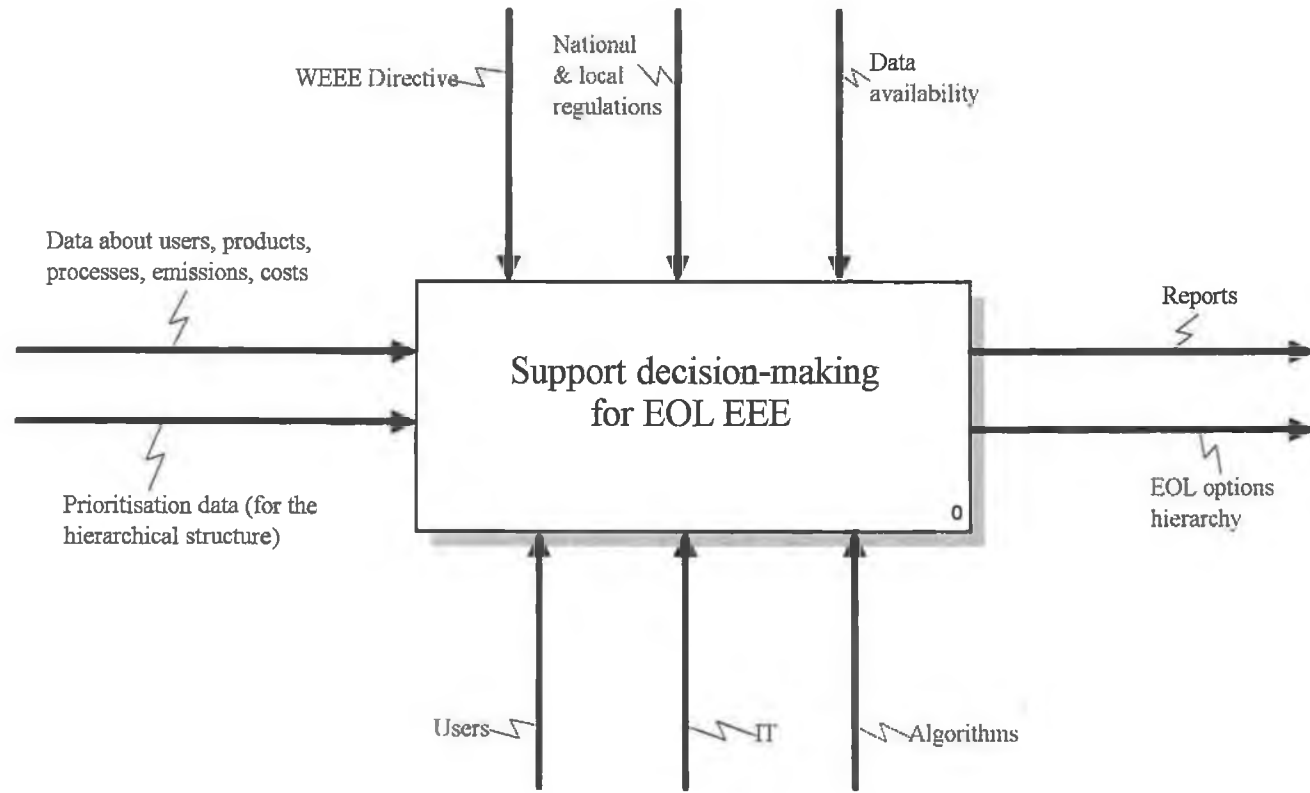 WEEE Directive
National
& local
regulations
Data
availability
Data about users, products,
processes, emissions, costs
Reports
Support decision-making
for EOL EEE
Prioritisation data (for the
hierarchical structure)
EOL options
hierarchy
0
Users
IT
Algorithms